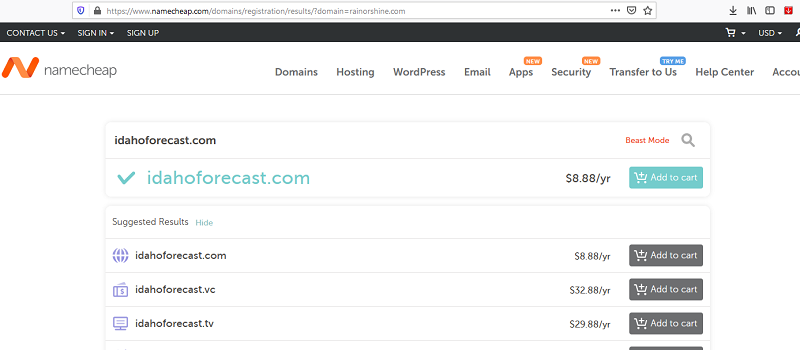 https://www.namecheap.com/domains/registration/results/?domain=rainorshine.com
CONTACT US SIGN IN SIGN UP USD
NEW NEW TRY ME
namecheap Domains Hosting WordPress Email Apps Security Transfer to Us Help Center Accou
idahoforecast.com Beast Mode
idahoforecast.com $8.88/yr Add to cart
Suggested Results Hide
idahoforecast.com $8.88/yr Add to cart
idahoforecast.vc $32.88/yr Add to cart
idahoforecast.tv $29.88/yr Add to cart